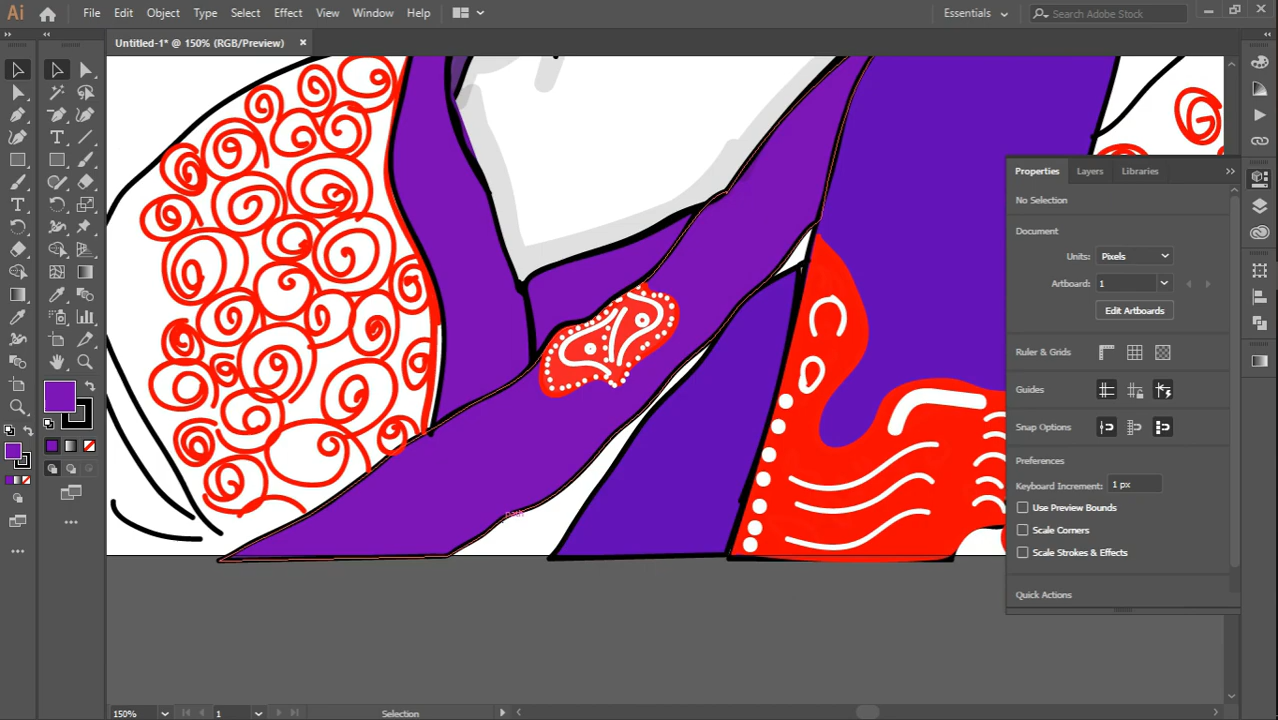 Ai File Edit Object Type Select Effect View Window Help Essentials Search Adobe Stock
Untitled-1* @ 150% (RGB/Preview)
Properties Layers Libraries
No Selection
Document
Units: Pixels
Artboard: 1
Edit Artboards
Ruler & Grids
Guides
Snap Options
Preferences
Keyboard Increment: 1 px
Use Preview Bounds
Scale Corners
Scale Strokes & Effects
Quick Actions
path
150% 1 Selection